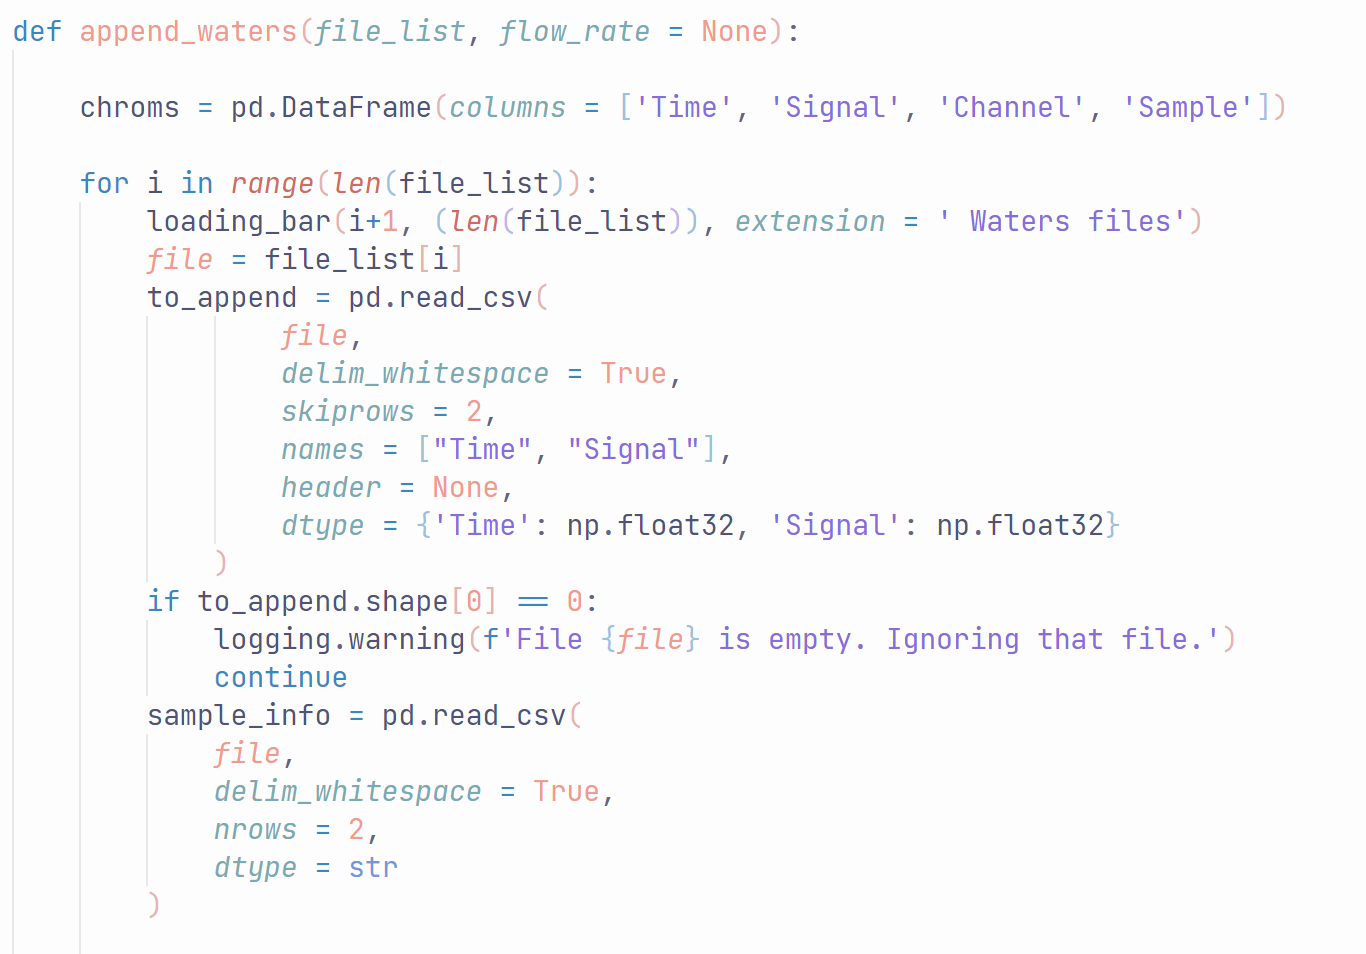 def append_waters(file_list, flow_rate = None):
chroms = pd.DataFrame(columns = ['Time', 'Signal', 'Channel', 'Sample'])
for i in range(len(file_list)):
loading_bar(i+1, (len(file_list)), extension = ' Waters files')
file = file_list[i]
to_append = pd.read_csv(
file,
delim_whitespace = True,
skiprows = 2,
names = ["Time", "Signal"],
header = None,
dtype = {'Time': np.float32, 'Signal': np.float32}
)
if to_append.shape[0] == 0:
logging.warning(f'File {file} is empty. Ignoring that file.')
continue
sample_info = pd.read_csv(
file,
delim_whitespace = True,
nrows = 2,
dtype = str
)